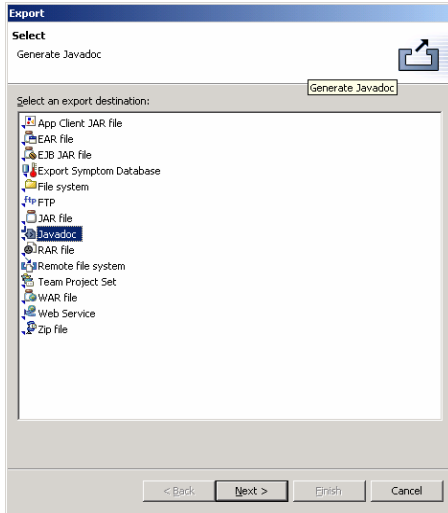 Export
Select
Generate Javadoc
Generate Javadoc
Select an export destination:
App Client JAR file
EAR file
EJB JAR file
Export Symptom Database
File system
ftp FTP
JAR file
Javadoc
RAR file
Remote file system
Team Project Set
WAR file
Web Service
Zip file
< Back
Next >
Finish
Cancel